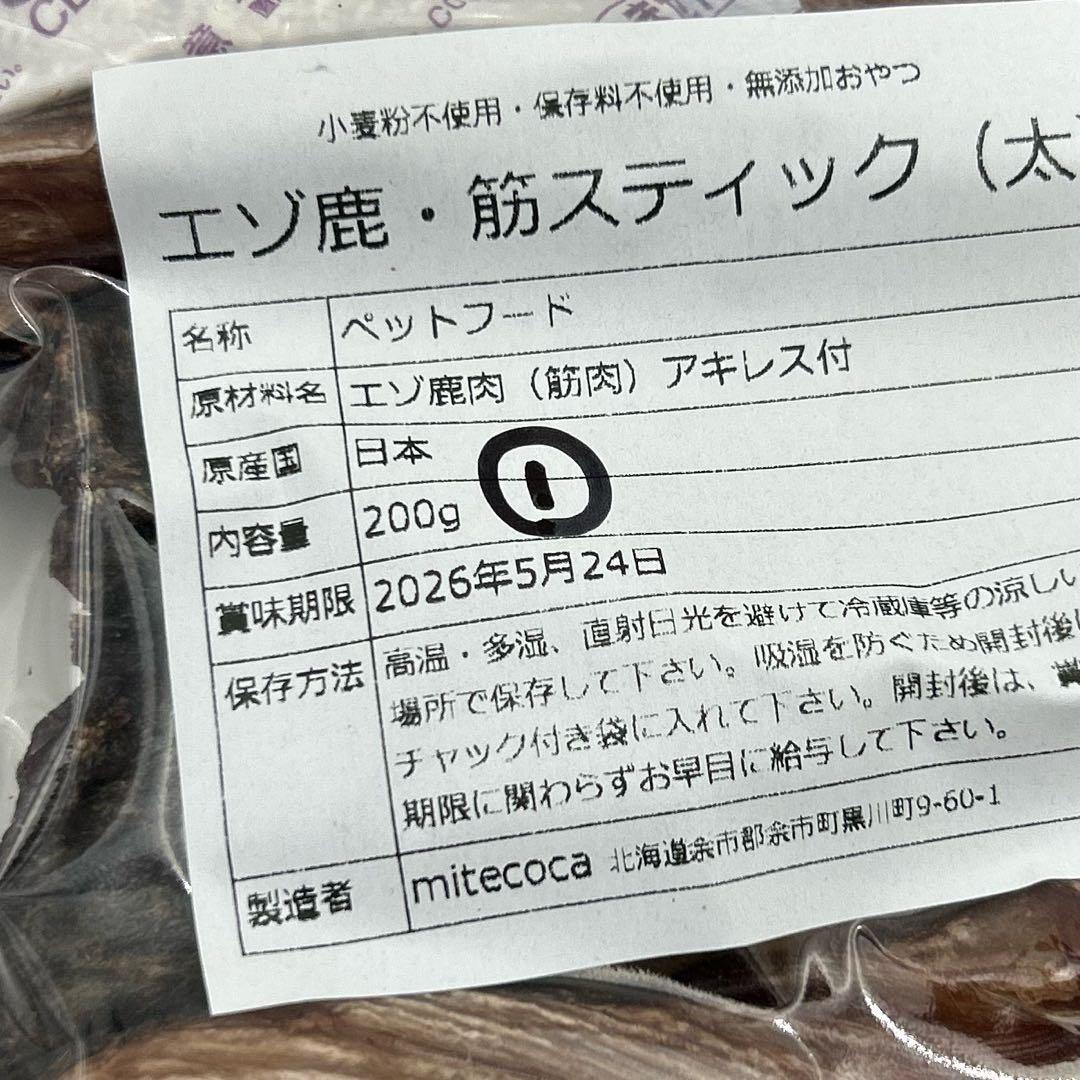 小麦粉不使用・保存料不使用・無添加おやつ
エゾ鹿・筋スティック（太
名称 ペットフード
原材料名 エゾ鹿肉（筋肉）アキレス付
原産国 日本
①
内容量 200g
賞味期限 2026年5月24日
保存方法 高温・多湿、直射日光を避けて冷蔵庫等の涼しい
場所で保存して下さい。吸湿を防ぐため開封後は
チャック付き袋に入れて下さい。開封後は、賞
期限に関わらずお早目に給与して下さい。
製造者 mitecoca 北海道余市郡余市町黒川町9-60-1